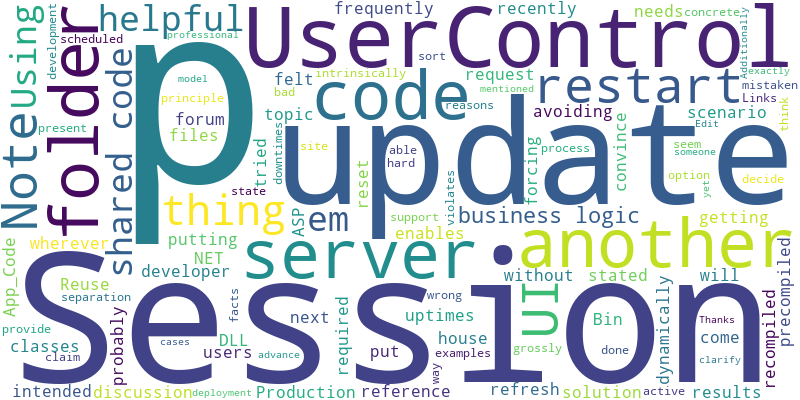 helpful
UserControl
frequently
recently
needs
concrete
scheduled
professional
development
Using
folder
Note
p
update
code
restart
felt
intrinsically
request
bad
reasons
sort
mentioned
Additionally
exactly
mistaken
Links
model
principle
forum
files
topic
avoiding
scenario
think
present
shared code
downtimes
tried
site
able
hard
process
forcing
convince
seem
Edit
someone
option
yet
decide
thing
state
reset
support
violates
em
business logic
getting
ASP
enables
wherever
putting
NET
server
another
developer
App_Code
Session
Reuse
separation
classes
provide
claim
probably
DLL
users
facts
cases
advance
next
required
put
house
reference
uptimes
wrong
examples
way
grossly
UI
without
stated
Bin
done
dynamically
will
come
Thanks
clarify
recompiled
precompiled
intended
discussion
deployment
Production
refresh
solution
active
results